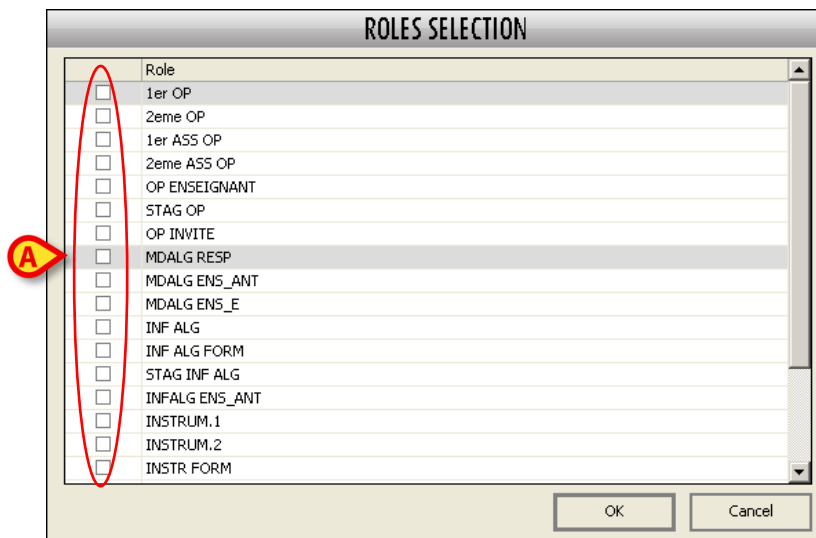 ROLES SELECTION
Role
1er OP
2eme OP
1er ASS OP
2eme ASS OP
OP ENSEIGNANT
STAG OP
OP INVITE
A
MDALG RESP
MDALG ENS_ANT
MDALG ENS_E
INF ALG
INF ALG FORM
STAG INF ALG
INFALG ENS_ANT
INSTRUM.1
INSTRUM.2
INSTR FORM
OK Cancel